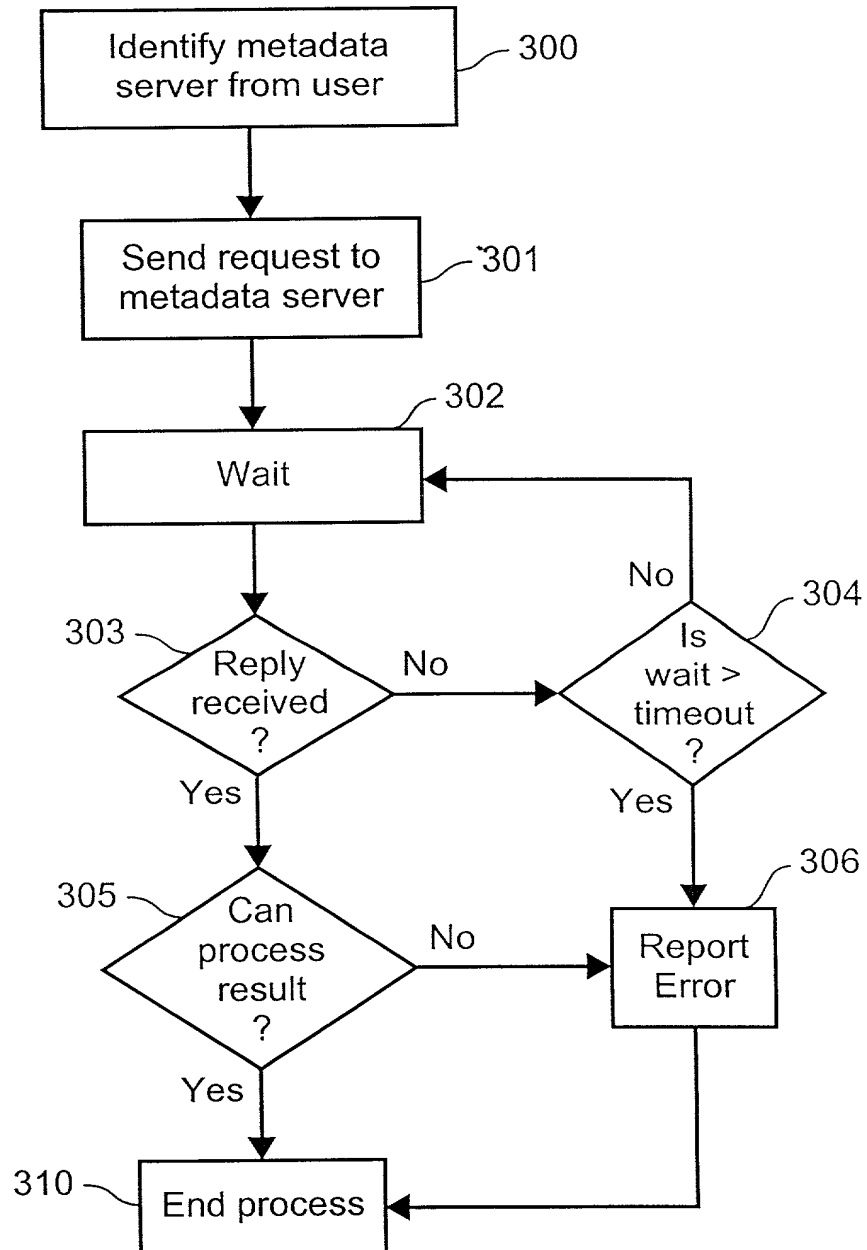 Identify metadata
server from user
300
Send request to
metadata server
301
302
Wait
No
304
303
Reply
received
?
No
Is
wait >
timeout
?
Yes
Yes
306
305
Can
process
result
?
No
Report
Error
Yes
310
End process